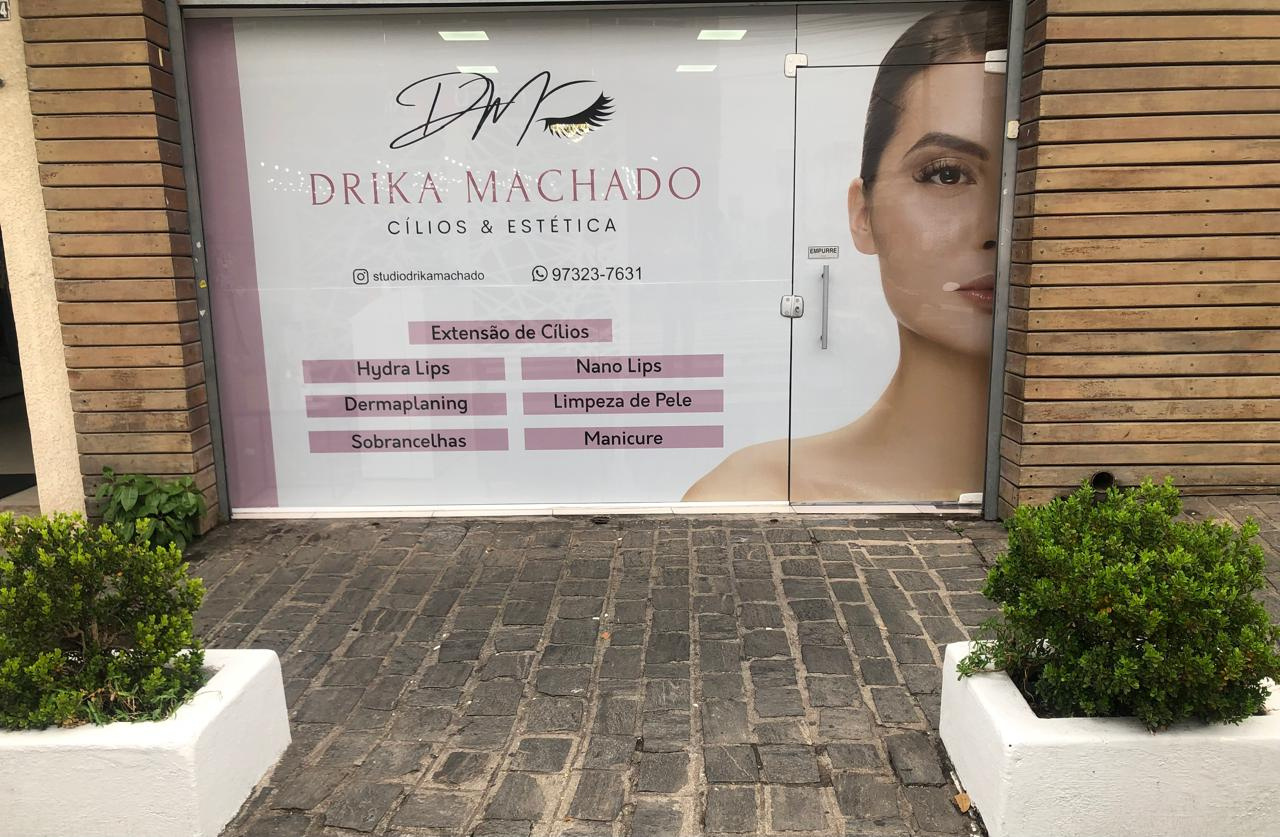 DM
DRIKA MACHADO
CÍLIOS & ESTÉTICA
studiodrikamachado 97323-7631
Extensão de Cílios
Hydra Lips Nano Lips
Dermaplaning Limpeza de Pele
Sobrancelhas Manicure
EMPURRE